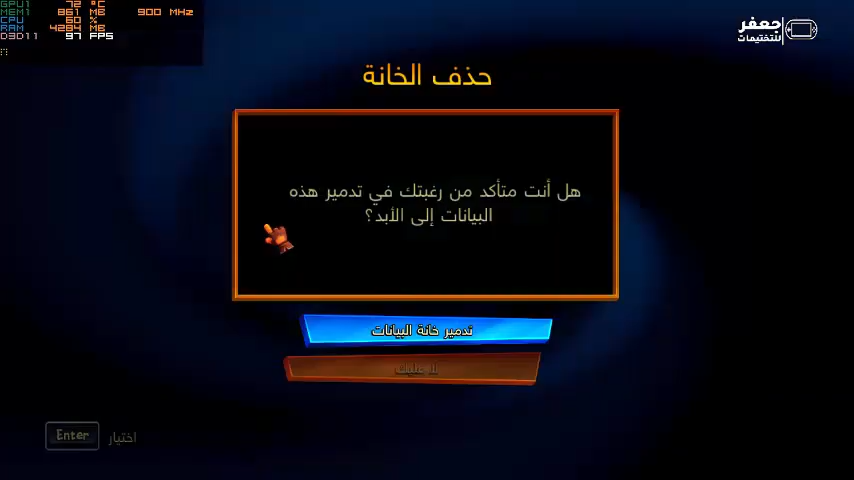 GPU1 72 °C
MEM1 861 MB 900 MHz
CPU 60 %
RAM 4284 MB
D3D11 97 FPS
جعفر
للتختيمات
حذف الخانة
هل أنت متأكد من رغبتك في تدمير هذه
البيانات إلى الأبد؟
تدمير خانة البيانات
لا عليك
Enter اختيار